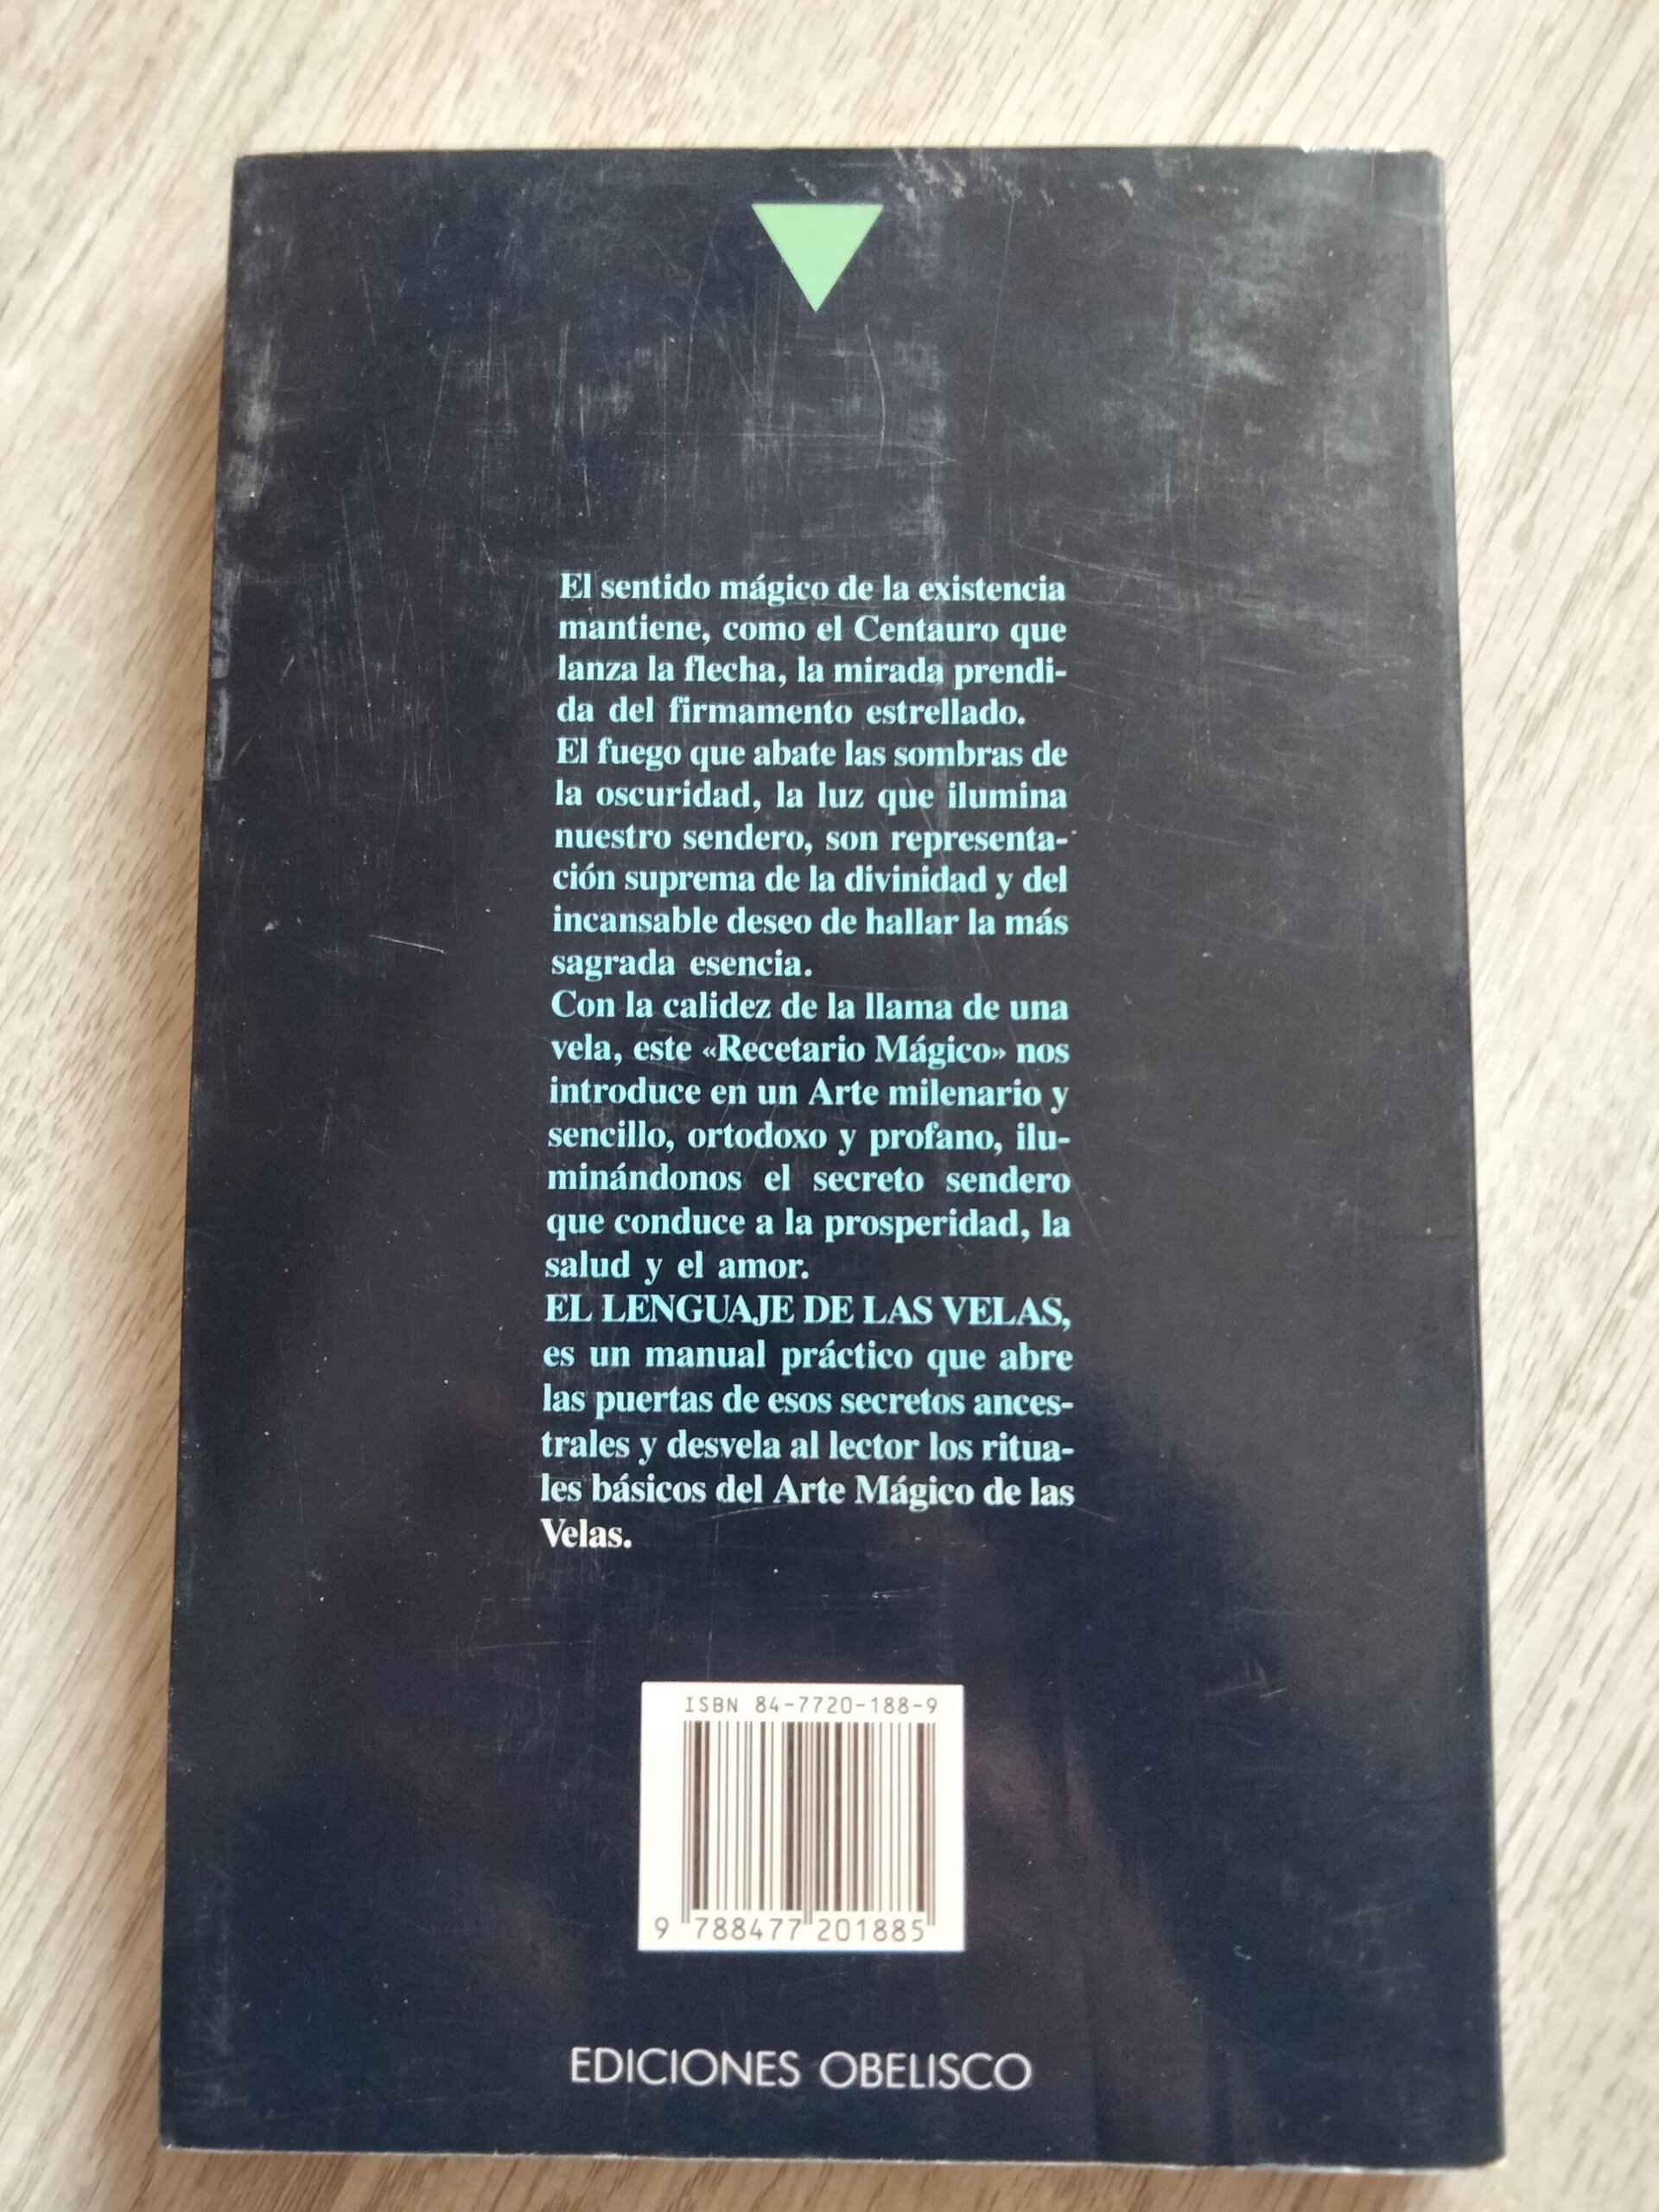 El sentido mágico de la existencia
mantiene, como el Centauro que
lanza la flecha, la mirada prendi-
da del firmamento estrellado.
El fuego que abate las sombras de
la oscuridad, la luz que ilumina
nuestro sendero, son representa-
ción suprema de la divinidad y del
incansable deseo de hallar la más
sagrada esencia.
Con la calidez de la llama de una
vela, este «Recetario Mágico» nos
introduce en un Arte milenario y
sencillo, ortodoxo y profano, ilu-
minándonos el secreto sendero
que conduce a la prosperidad, la
salud y el amor.
EL LENGUAJE DE LAS VELAS,
es un manual práctico que abre
las puertas de esos secretos ances-
trales y desvela al lector los ritua-
les básicos del Arte Mágico de las
Velas.
ISBN 84-7720-188-9
9 788477 201885
EDICIONES OBELISCO